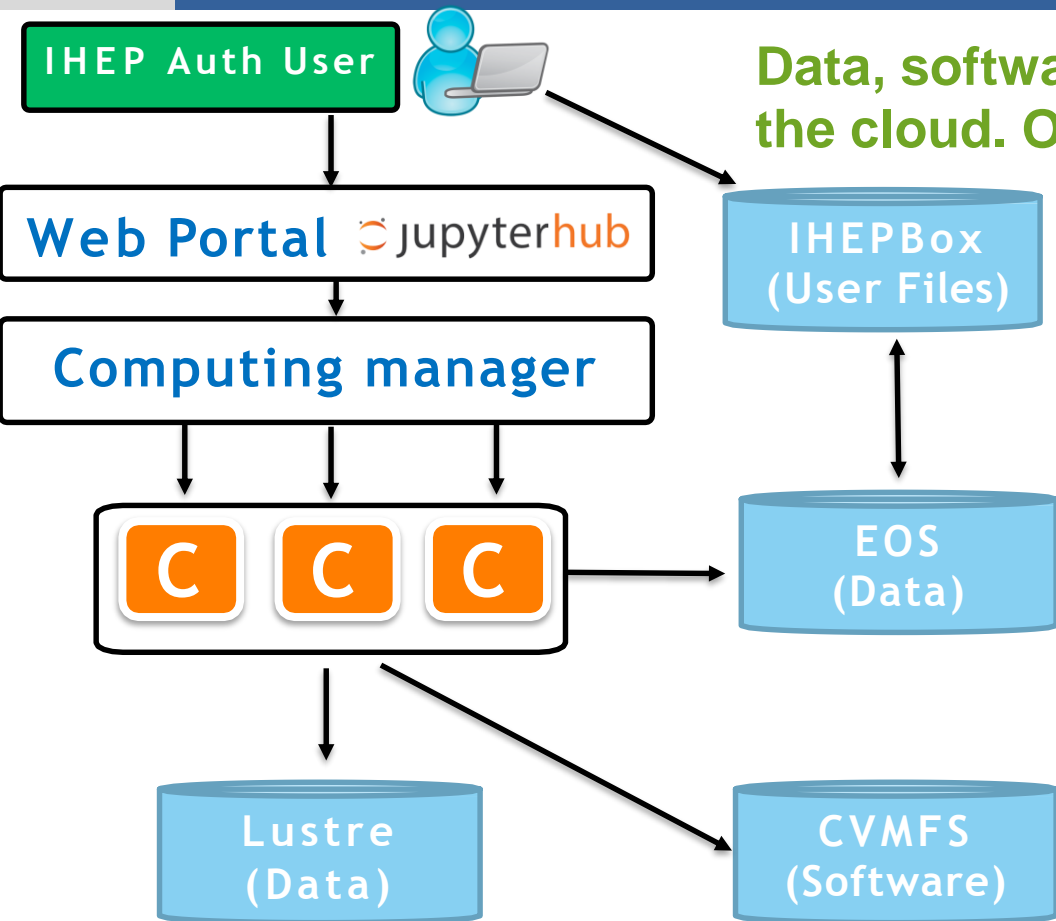 IHEP Auth User
Data, softwa
the cloud. O
Web Portal jupyterhub
IHEPBox
(User Files)
Computing manager
C C C
EOS
(Data)
Lustre
(Data)
CVMFS
(Software)